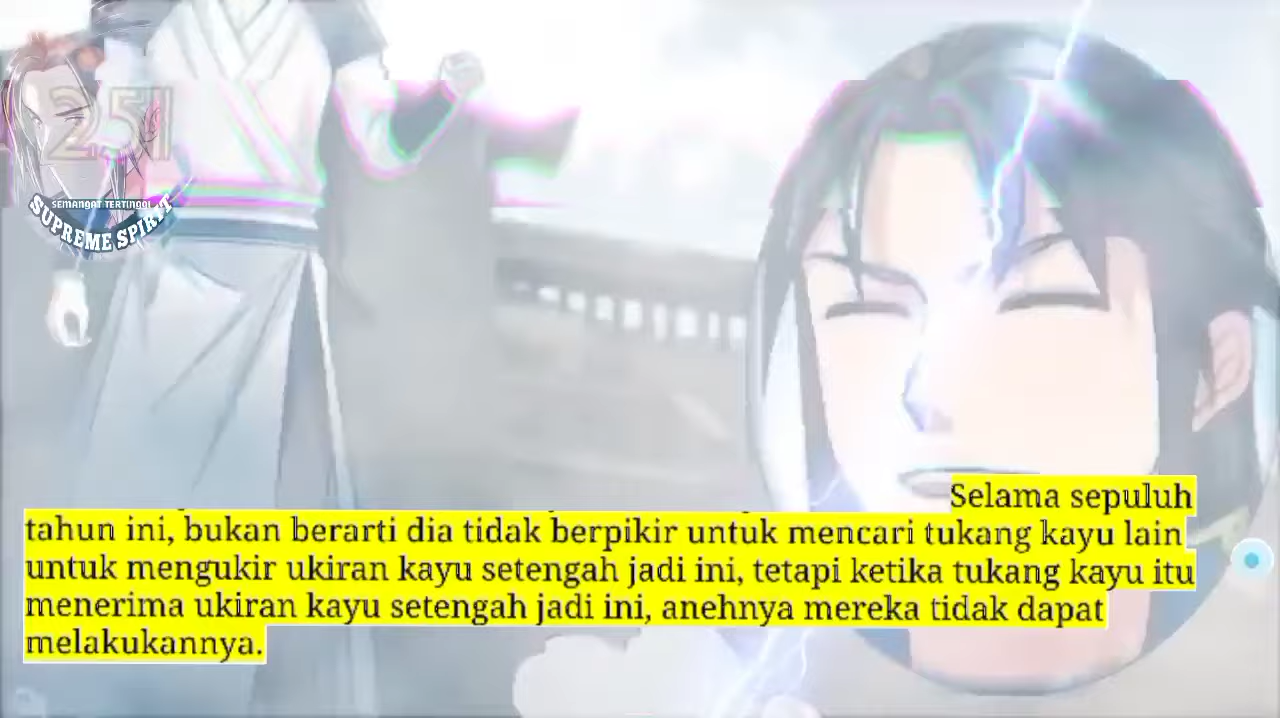 251
SEMANGAT TERTINGGI
SUPREME SPIRIT
Selama sepuluh
tahun ini, bukan berarti dia tidak berpikir untuk mencari tukang kayu lain
untuk mengukir ukiran kayu setengah jadi ini, tetapi ketika tukang kayu itu
menerima ukiran kayu setengah jadi ini, anehnya mereka tidak dapat
melakukannya.